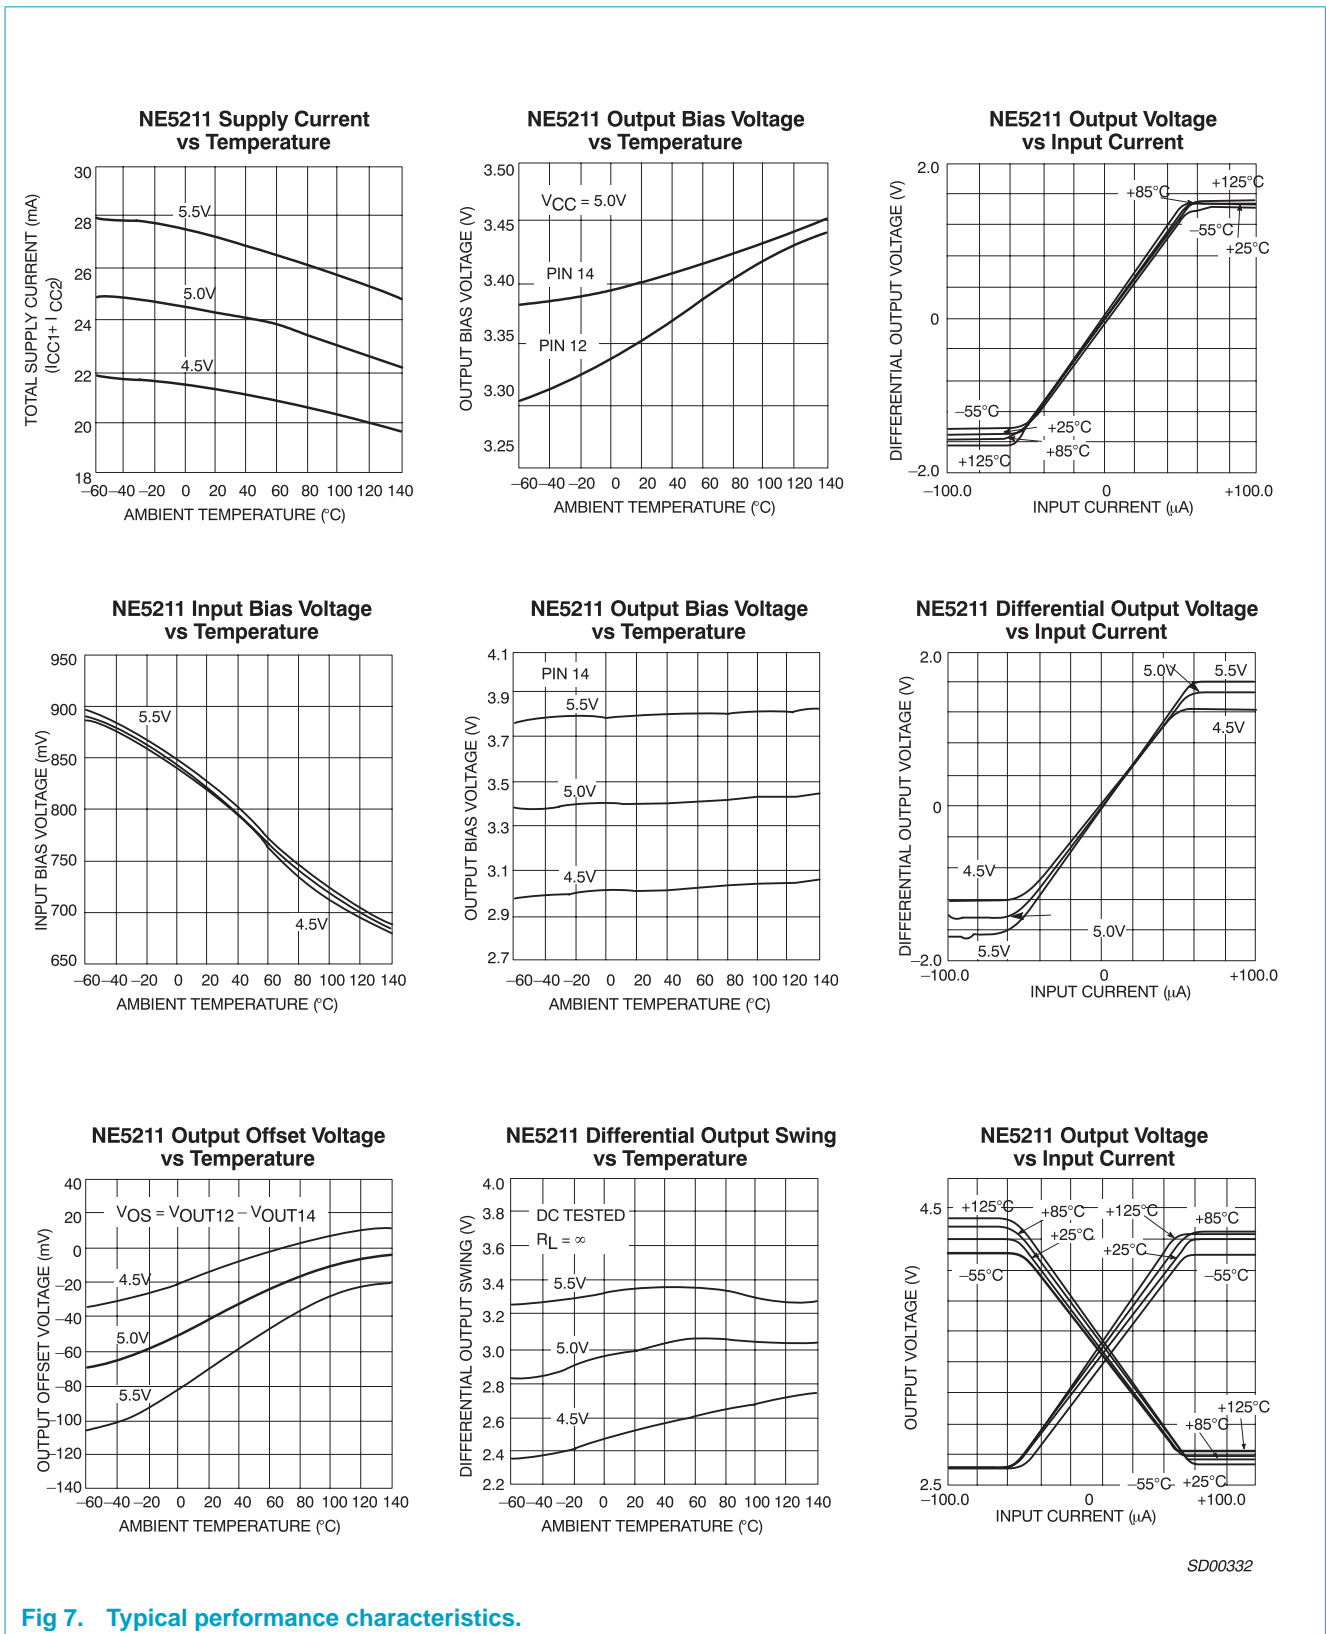 NE5211 Supply Current
vs Temperature
30
28
26
24
22
20
18
5.5V
5.0V
4.5V
TOTAL SUPPLY CURRENT (mA)
(ICC1+ I CC2)
–60–40 –20 0 20 40 60 80 100 120 140
AMBIENT TEMPERATURE (°C)
NE5211 Output Bias Voltage
vs Temperature
3.50
3.45
3.40
3.35
3.30
3.25
VCC = 5.0V
PIN 14
PIN 12
OUTPUT BIAS VOLTAGE (V)
–60–40 –20 0 20 40 60 80 100 120 140
AMBIENT TEMPERATURE (°C)
NE5211 Output Voltage
vs Input Current
2.0
0
–2.0
+85°C
+125°C
–55°C
+25°C
–55°C
+25°C
+85°C
+125°C
DIFFERENTIAL OUTPUT VOLTAGE (V)
–100.0 0 +100.0
INPUT CURRENT (µA)
NE5211 Input Bias Voltage
vs Temperature
950
900
850
800
750
700
650
5.5V
4.5V
INPUT BIAS VOLTAGE (mV)
–60–40 –20 0 20 40 60 80 100 120 140
AMBIENT TEMPERATURE (°C)
NE5211 Output Bias Voltage
vs Temperature
4.1
3.9
3.7
3.5
3.3
3.1
2.9
2.7
PIN 14
5.5V
5.0V
4.5V
OUTPUT BIAS VOLTAGE (V)
–60–40 –20 0 20 40 60 80 100 120 140
AMBIENT TEMPERATURE (°C)
NE5211 Differential Output Voltage
vs Input Current
2.0
0
–2.0
5.0V
5.5V
4.5V
4.5V
5.0V
5.5V
DIFFERENTIAL OUTPUT VOLTAGE (V)
–100.0 0 +100.0
INPUT CURRENT (µA)
NE5211 Output Offset Voltage
vs Temperature
40
20
0
–20
–40
–60
–80
–100
–120
–140
VOS = VOUT12 – VOUT14
4.5V
5.0V
5.5V
OUTPUT OFFSET VOLTAGE (mV)
–60 –40 –20 0 20 40 60 80 100 120 140
AMBIENT TEMPERATURE (°C)
NE5211 Differential Output Swing
vs Temperature
4.0
3.8
3.6
3.4
3.2
3.0
2.8
2.6
2.4
2.2
DC TESTED
RL = ∞
5.5V
5.0V
4.5V
DIFFERENTIAL OUTPUT SWING (V)
–60–40 –20 0 20 40 60 80 100 120 140
AMBIENT TEMPERATURE (°C)
NE5211 Output Voltage
vs Input Current
4.5
2.5
+125°C
+85°C
+25°C
–55°C
+125°C
+85°C
+25°C
–55°C
+125°C
+85°C
–55°C
+25°C
OUTPUT VOLTAGE (V)
–100.0 0 +100.0
INPUT CURRENT (µA)
SD00332
Fig 7. Typical performance characteristics.